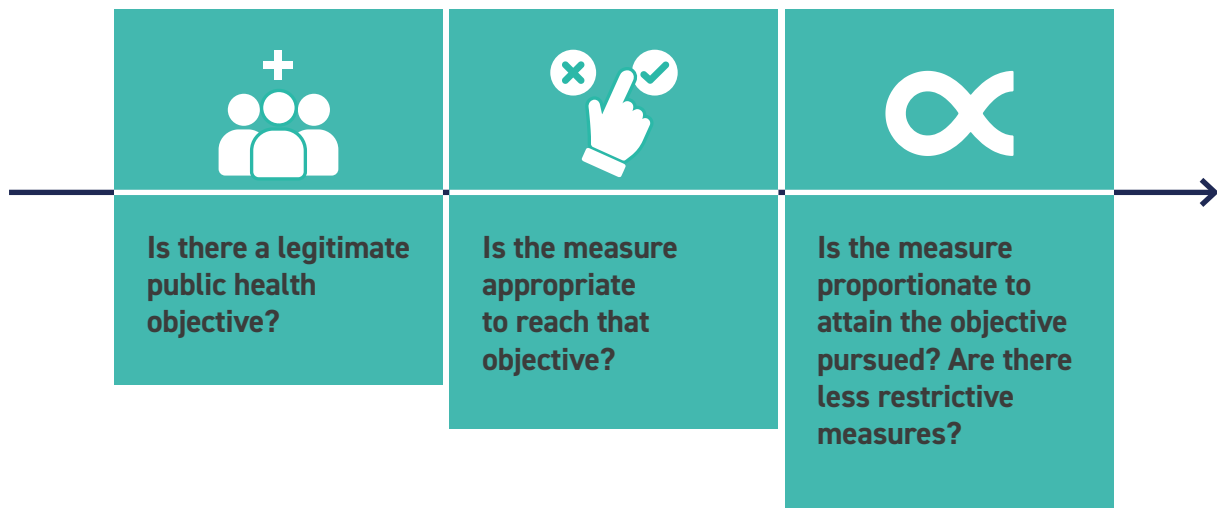 Is there a legitimate
public health
objective?
Is the measure
appropriate
to reach that
objective?
Is the measure
proportionate to
attain the objective
pursued? Are there
less restrictive
measures?